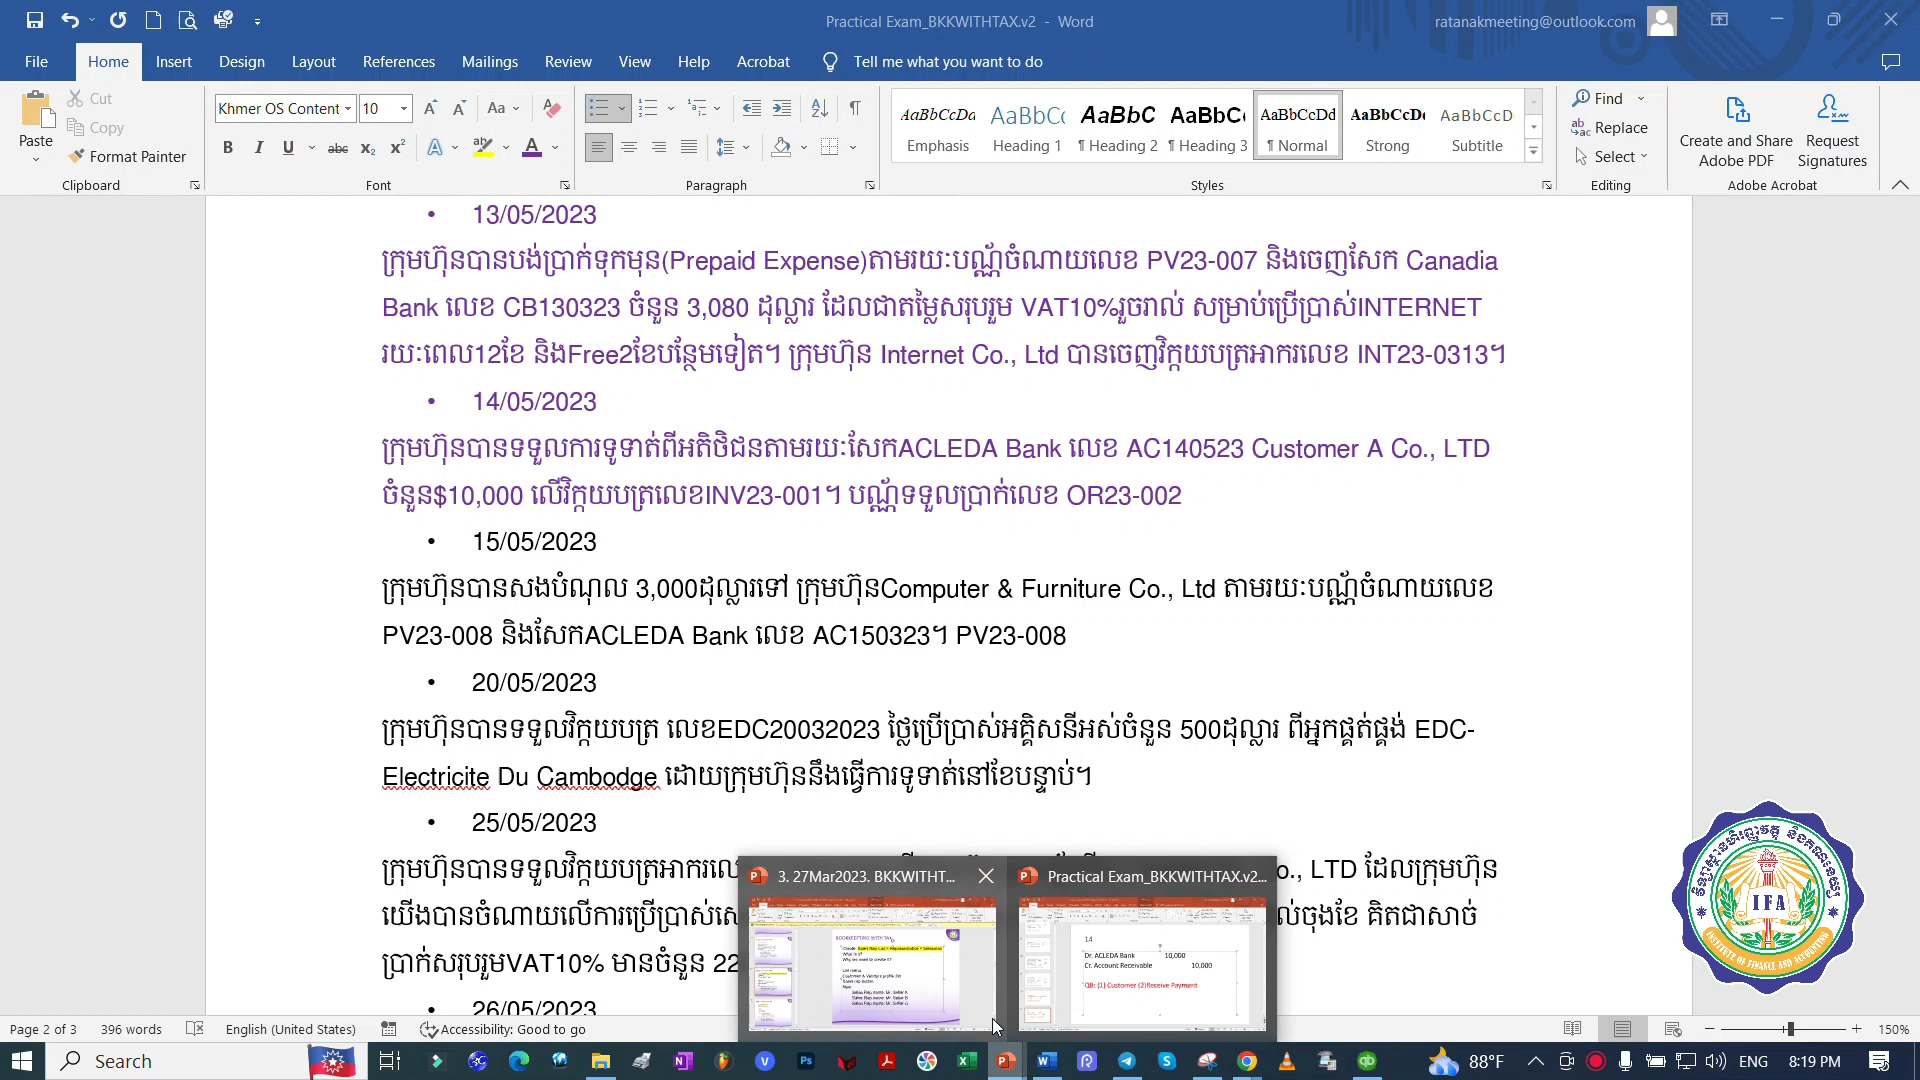 Practical Exam_BKKWITHTAX.v2 - Word
ratanakmeeting@outlook.com
File Home Insert Design Layout References Mailings Review View Help Acrobat Tell me what you want to do
Cut
Copy
Paste
Format Painter
Clipboard
Khmer OS Content 10
Font
Paragraph
AaBbCcDd AaBbCc AaBbC AaBbCc AaBbCcDd AaBbCcDd AaBbCcD
Emphasis Heading 1 ¶ Heading 2 ¶ Heading 3 ¶ Normal Strong Subtitle
Styles
Find
Replace
Select
Editing
Create and Share Adobe PDF
Request Signatures
Adobe Acrobat
• 13/05/2023
ក្រុមហ៊ុនបានបង់ប្រាក់ទុកមុន(Prepaid Expense)តាមរយៈបណ្ណ័ចំណាយលេខ PV23-007 និងចេញសែក Canadia
Bank លេខ CB130323 ចំនួន 3,080 ដុល្លារ ដែលជាតម្លៃសរុបរួម VAT10%រួចរាល់ សម្រាប់ប្រើប្រាស់INTERNET
រយៈពេល12ខែ និងFree2ខែបន្ថែមទៀត។ ក្រុមហ៊ុន Internet Co., Ltd បានចេញវិក្កយបត្រអាករលេខ INT23-0313។
• 14/05/2023
ក្រុមហ៊ុនបានទទួលការទូទាត់ពីអតិថិជនតាមរយៈសែកACLEDA Bank លេខ AC140523 Customer A Co., LTD
ចំនួន$10,000 លើវិក្កយបត្រលេខINV23-001។ បណ្ណ័ទទួលប្រាក់លេខ OR23-002
• 15/05/2023
ក្រុមហ៊ុនបានសងបំណុល 3,000ដុល្លារទៅ ក្រុមហ៊ុនComputer & Furniture Co., Ltd តាមរយៈបណ្ណ័ចំណាយលេខ
PV23-008 និងសែកACLEDA Bank លេខ AC150323។ PV23-008
• 20/05/2023
ក្រុមហ៊ុនបានទទួលវិក្កយបត្រ លេខEDC20032023 ថ្លៃប្រើប្រាស់អគ្គិសនីអស់ចំនួន 500ដុល្លារ ពីអ្នកផ្គត់ផ្គង់ EDC-
Electricite Du Cambodge ដោយក្រុមហ៊ុននឹងធ្វើការទូទាត់នៅខែបន្ទាប់។
• 25/05/2023
ក្រុមហ៊ុនបានទទួលវិក្កយបត្រអាករលេ o., LTD ដែលក្រុមហ៊ុន
យើងបានចំណាយលើការប្រើប្រាស់សេ ល់ចុងខែ គិតជាសាច់
ប្រាក់សរុបរួមVAT10% មានចំនួន 22
• 26/05/2023
3. 27Mar2023. BKKWITHT...
Practical Exam_BKKWITHTAX.v2...
BOOKKEEPING WITH TAX
14
Dr. ACLEDA Bank 10,000
Cr. Account Receivable 10,000
QB: (1) Customer (2)Receive Payment
IFA
INSTITUTE OF FINANCE AND ACCOUNTING
Page 2 of 3 396 words English (United States) Accessibility: Good to go 150%
Search 88°F ENG 8:19 PM